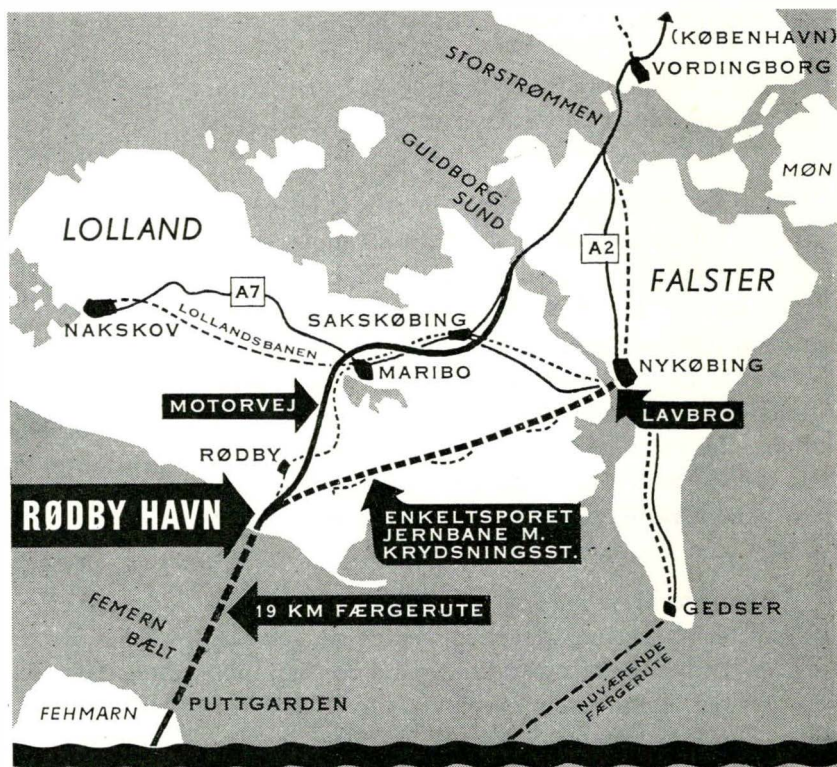 (KØBENHAVN)
VORDINGBORG
STORSTRØMMEN
GULDBORG
SUND
MØN
LOLLAND
A2
FALSTER
A7
NAKSKOV
LOLLANDSBANEN
SAKSKØBING
MARIBO
NYKØBING
MOTORVEJ
LAVBRO
RØDBY
RØDBY HAVN
ENKELTSPORET
JERNBANE M.
KRYDSNINGSST.
19 KM FÆRGERUTE
GEDSER
FEMERN
BÆLT
NUVÆRENDE
FÆRGERUTE
PUTTGARDEN
FEHMARN